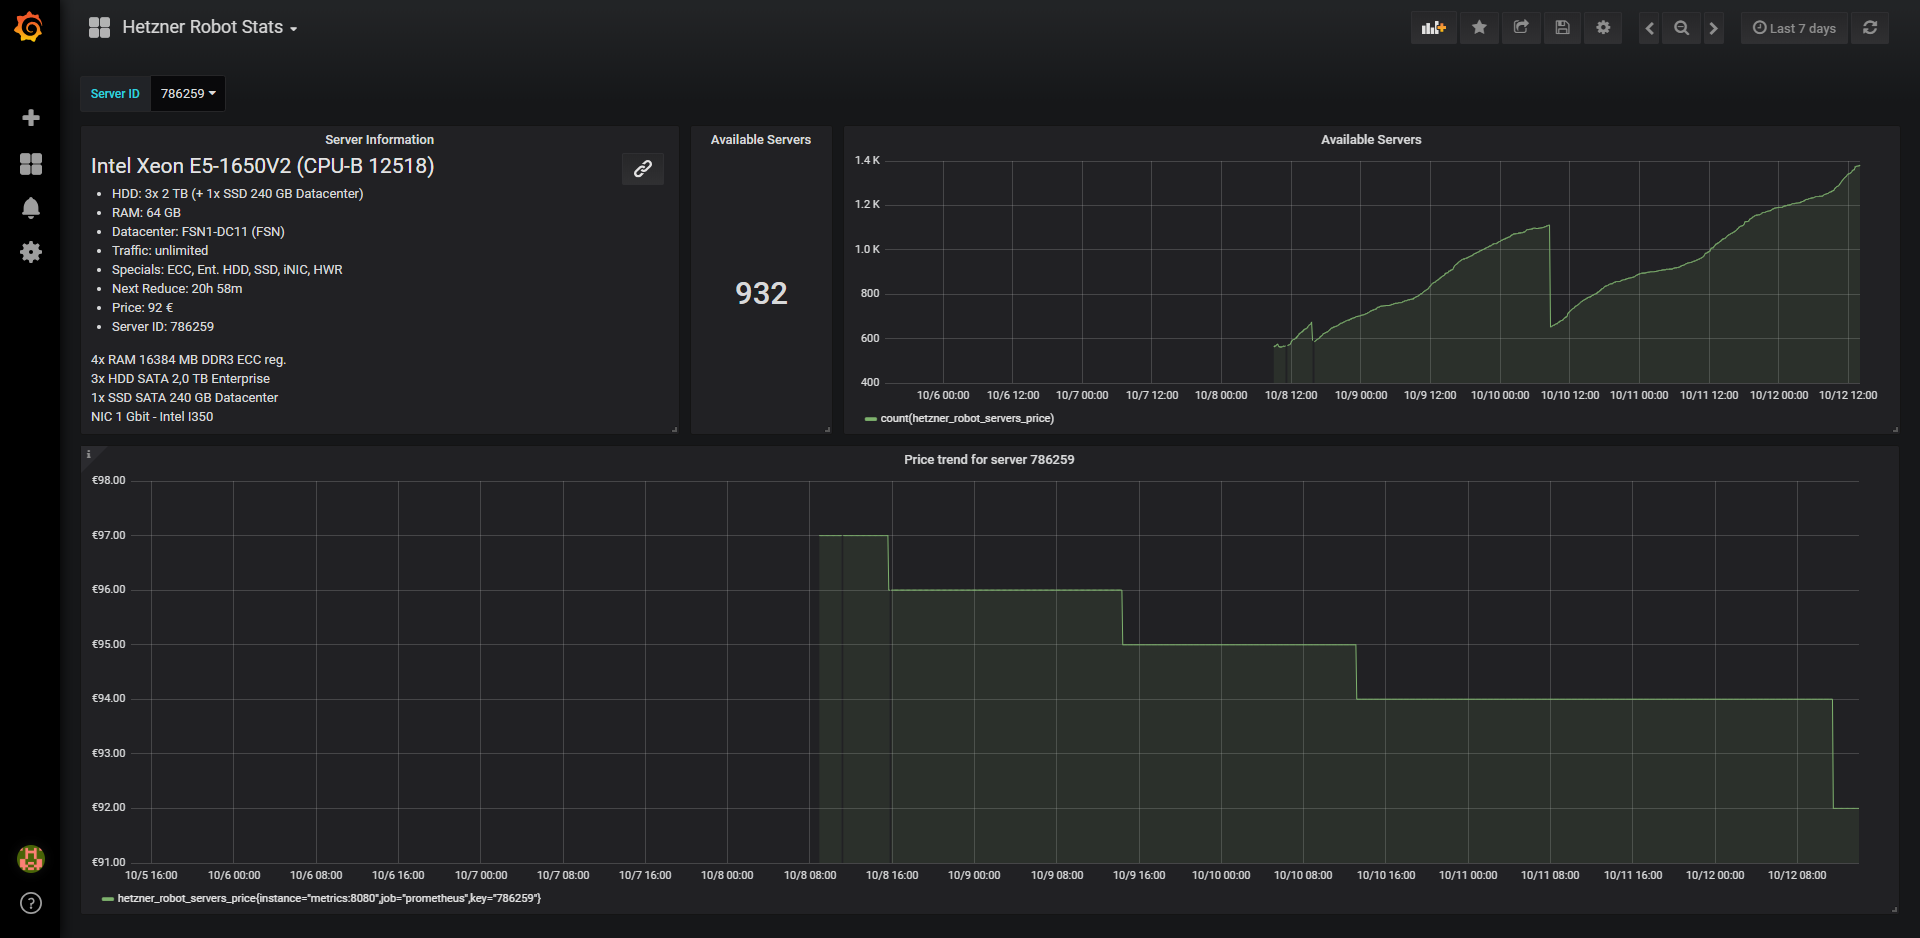 Hetzner Robot Stats
Last 7 days
Server ID
786259
Server Information
Intel Xeon E5-1650V2 (CPU-B 12518)
HDD: 3x 2 TB (+ 1x SSD 240 GB Datacenter)
RAM: 64 GB
Datacenter: FSN1-DC11 (FSN)
Traffic: unlimited
Specials: ECC, Ent. HDD, SSD, iNIC, HWR
Next Reduce: 20h 58m
Price: 92 €
Server ID: 786259
4x RAM 16384 MB DDR3 ECC reg.
3x HDD SATA 2,0 TB Enterprise
1x SSD SATA 240 GB Datacenter
NIC 1 Gbit - Intel I350
Available Servers
932
Available Servers
1.4 K
1.2 K
1.0 K
800
600
400
10/6 00:00 10/6 12:00 10/7 00:00 10/7 12:00 10/8 00:00 10/8 12:00 10/9 00:00 10/9 12:00 10/10 00:00 10/10 12:00 10/11 00:00 10/11 12:00 10/12 00:00 10/12 12:00
count(hetzner_robot_servers_price)
i
Price trend for server 786259
€98.00
€97.00
€96.00
€95.00
€94.00
€93.00
€92.00
€91.00
10/5 16:00 10/6 00:00 10/6 08:00 10/6 16:00 10/7 00:00 10/7 08:00 10/7 16:00 10/8 00:00 10/8 08:00 10/8 16:00 10/9 00:00 10/9 08:00 10/9 16:00 10/10 00:00 10/10 08:00 10/10 16:00 10/11 00:00 10/11 08:00 10/11 16:00 10/12 00:00 10/12 08:00
hetzner_robot_servers_price{instance="metrics:8080",job="prometheus",key="786259"}